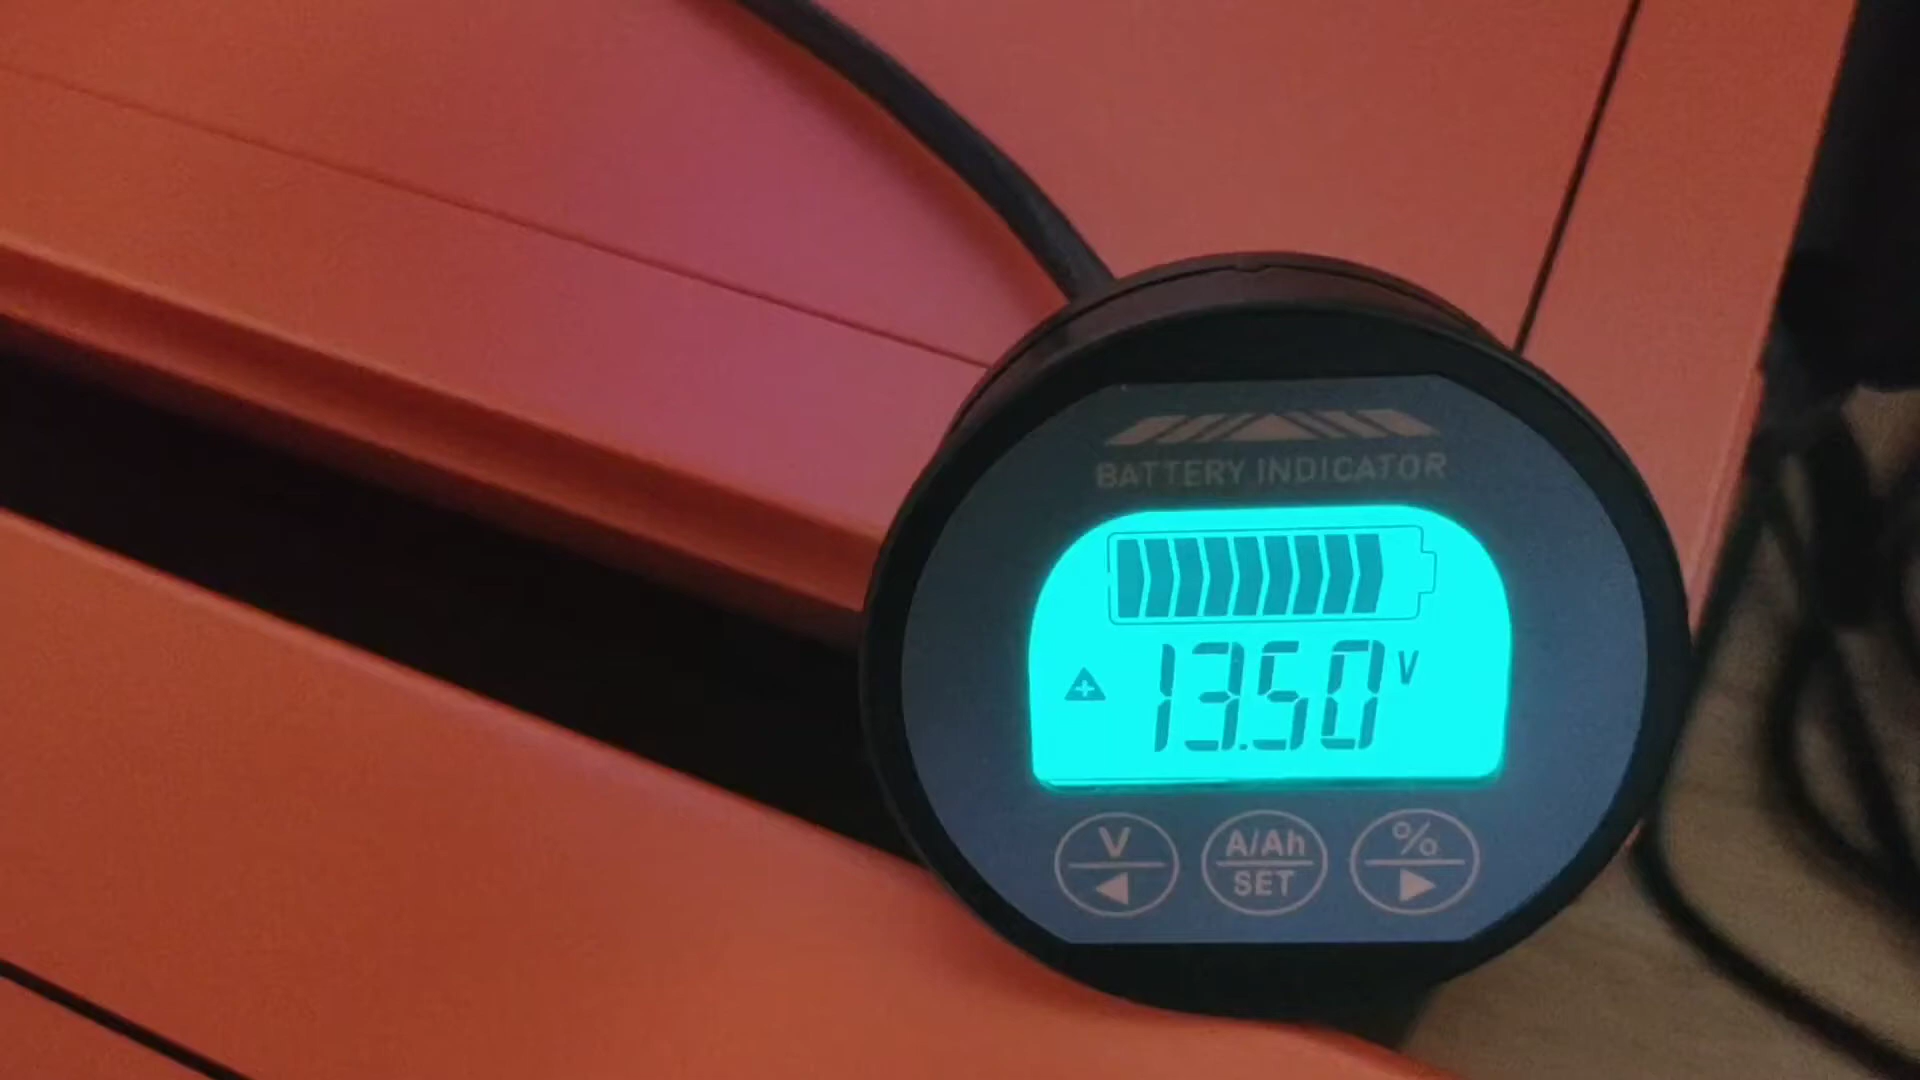 BATTERY INDICATOR
13.50 V
V
A/Ah
SET
%